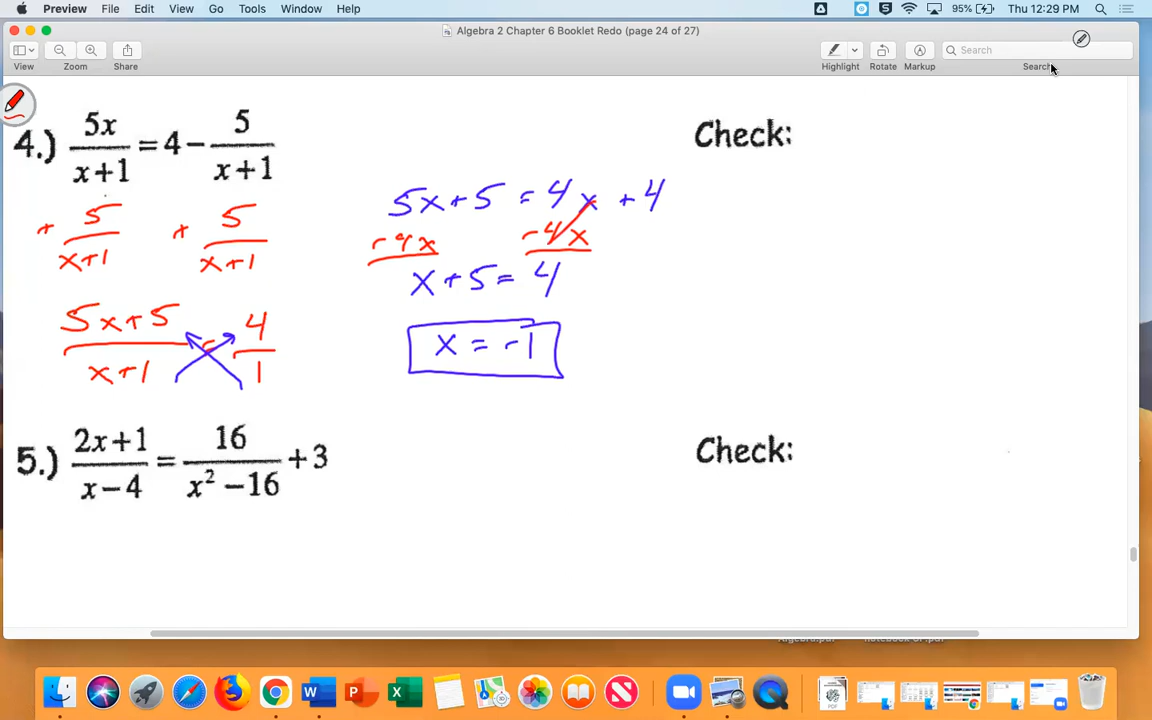 Preview File Edit View Go Tools Window Help 95% Thu 12:29 PM
Algebra 2 Chapter 6 Booklet Redo (page 24 of 27)
View Zoom Share Highlight Rotate Markup Search
Search
4.) 5x/(x+1) = 4 - 5/(x+1)
Check:
+ 5/(x+1) + 5/(x+1)
(5x+5)/(x+1) = 4/1
5x+5 = 4x +4
-4x -4x
x+5 = 4
x = -1
5.) (2x+1)/(x-4) = 16/(x² -16) +3
Check: